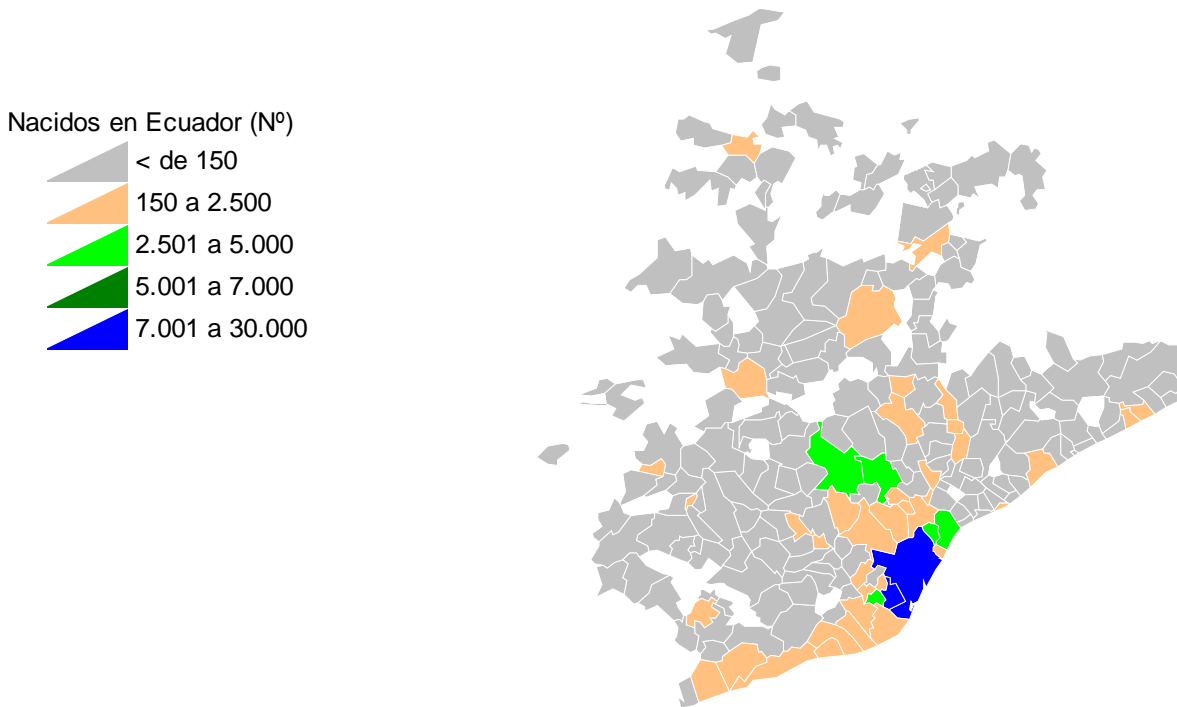 Nacidos en Ecuador (Nº)
< de 150
150 a 2.500
2.501 a 5.000
5.001 a 7.000
7.001 a 30.000